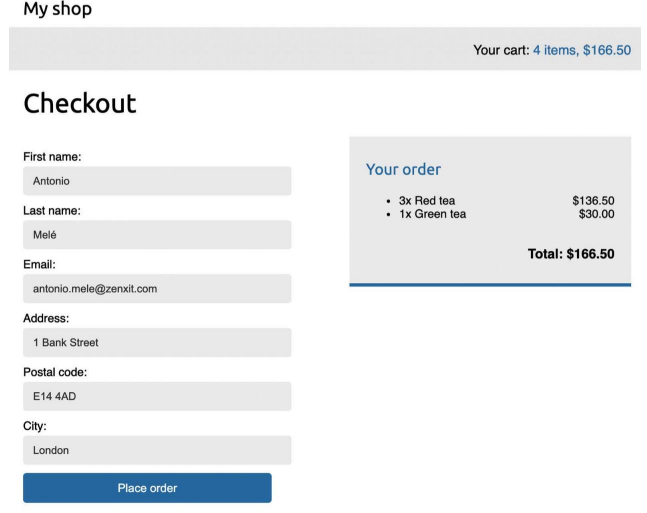 My shop
Your cart: 4 items, $166.50
Checkout
First name:
Antonio
Last name:
Melé
Email:
antonio.mele@zenxit.com
Address:
1 Bank Street
Postal code:
E14 4AD
City:
London
Place order
Your order
• 3x Red tea $136.50
• 1x Green tea $30.00
Total: $166.50